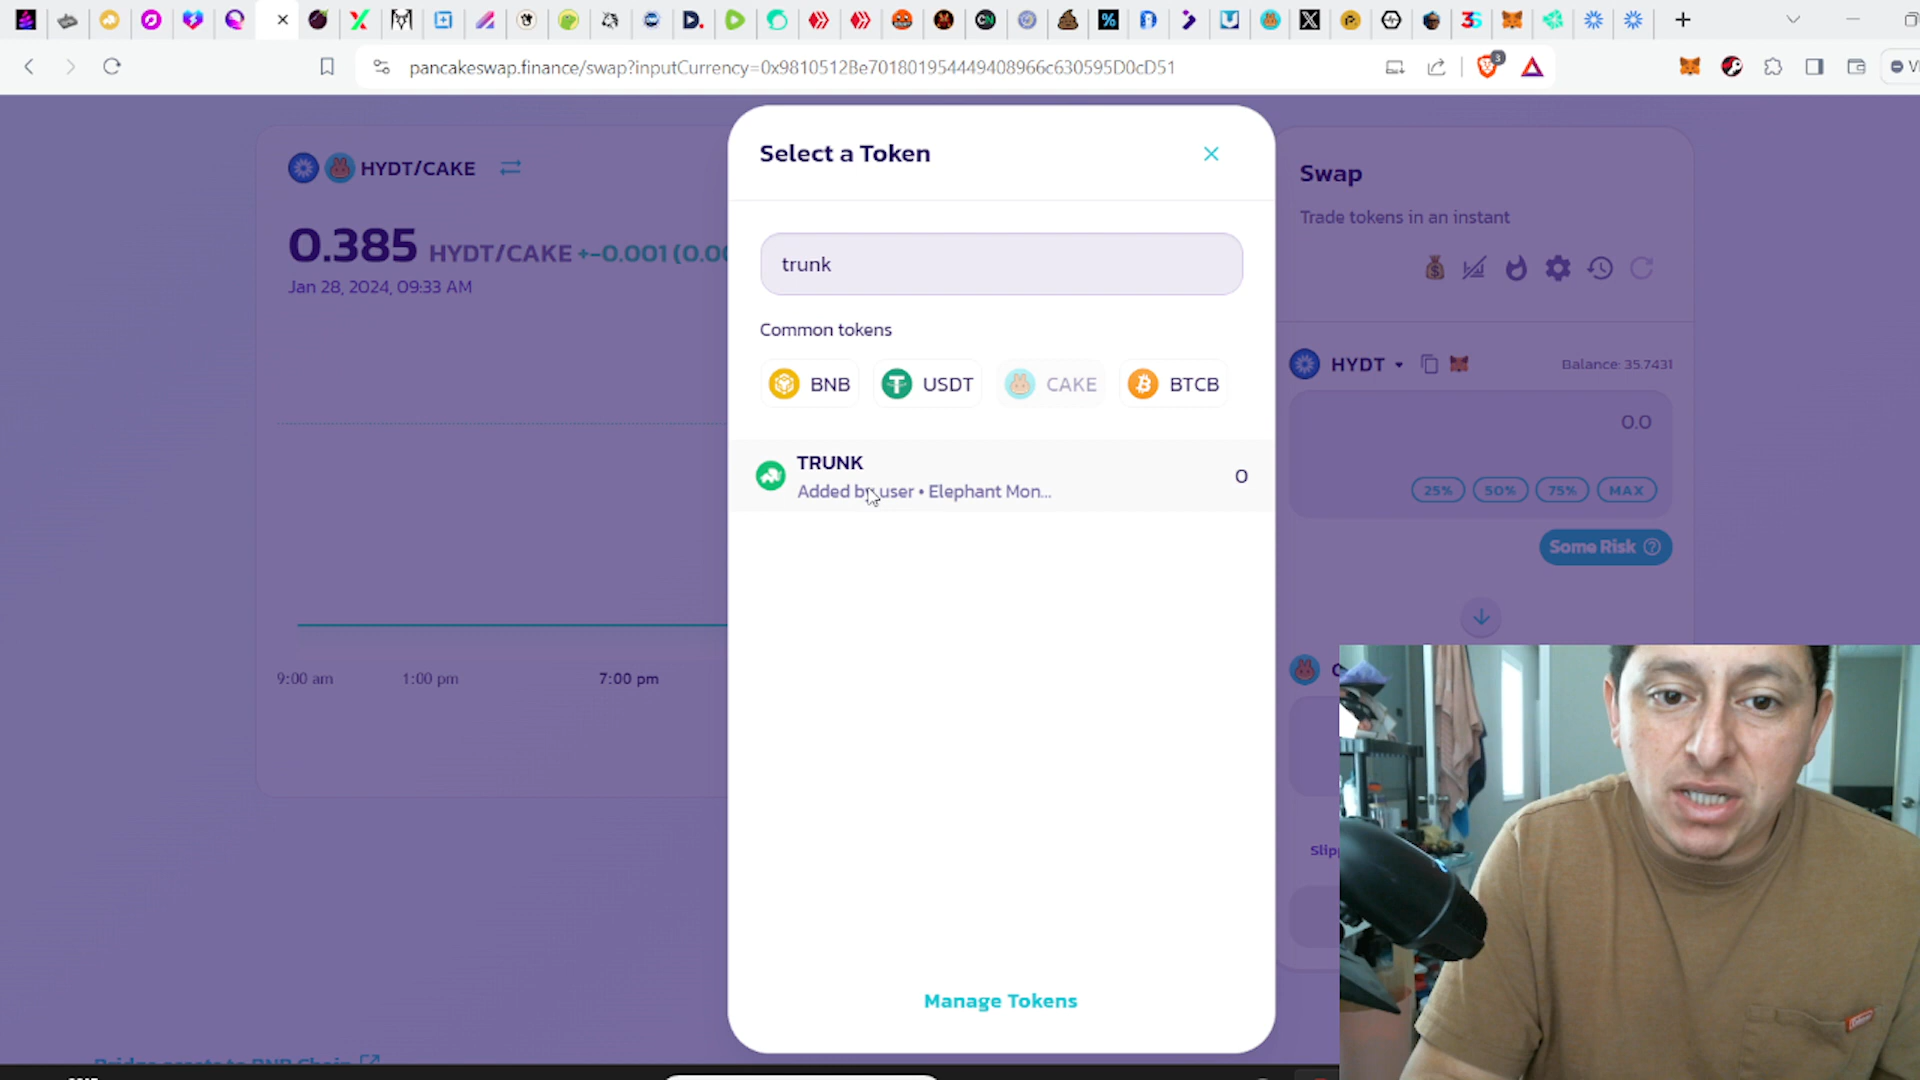 pancakeswap.finance/swap?inputCurrency=0x9810512Be701801954449408966c630595D0cD51
3
HYDT/CAKE
0.385 HYDT/CAKE +-0.001 (0.0
Jan 28, 2024, 09:33 AM
9:00 am 1:00 pm 7:00 pm
Select a Token
trunk
Common tokens
BNB USDT CAKE BTCB
TRUNK
Added by user • Elephant Mon...
0
Manage Tokens
Swap
Trade tokens in an instant
HYDT
Balance: 35.7431
0.0
25% 50% 75% MAX
Some Risk